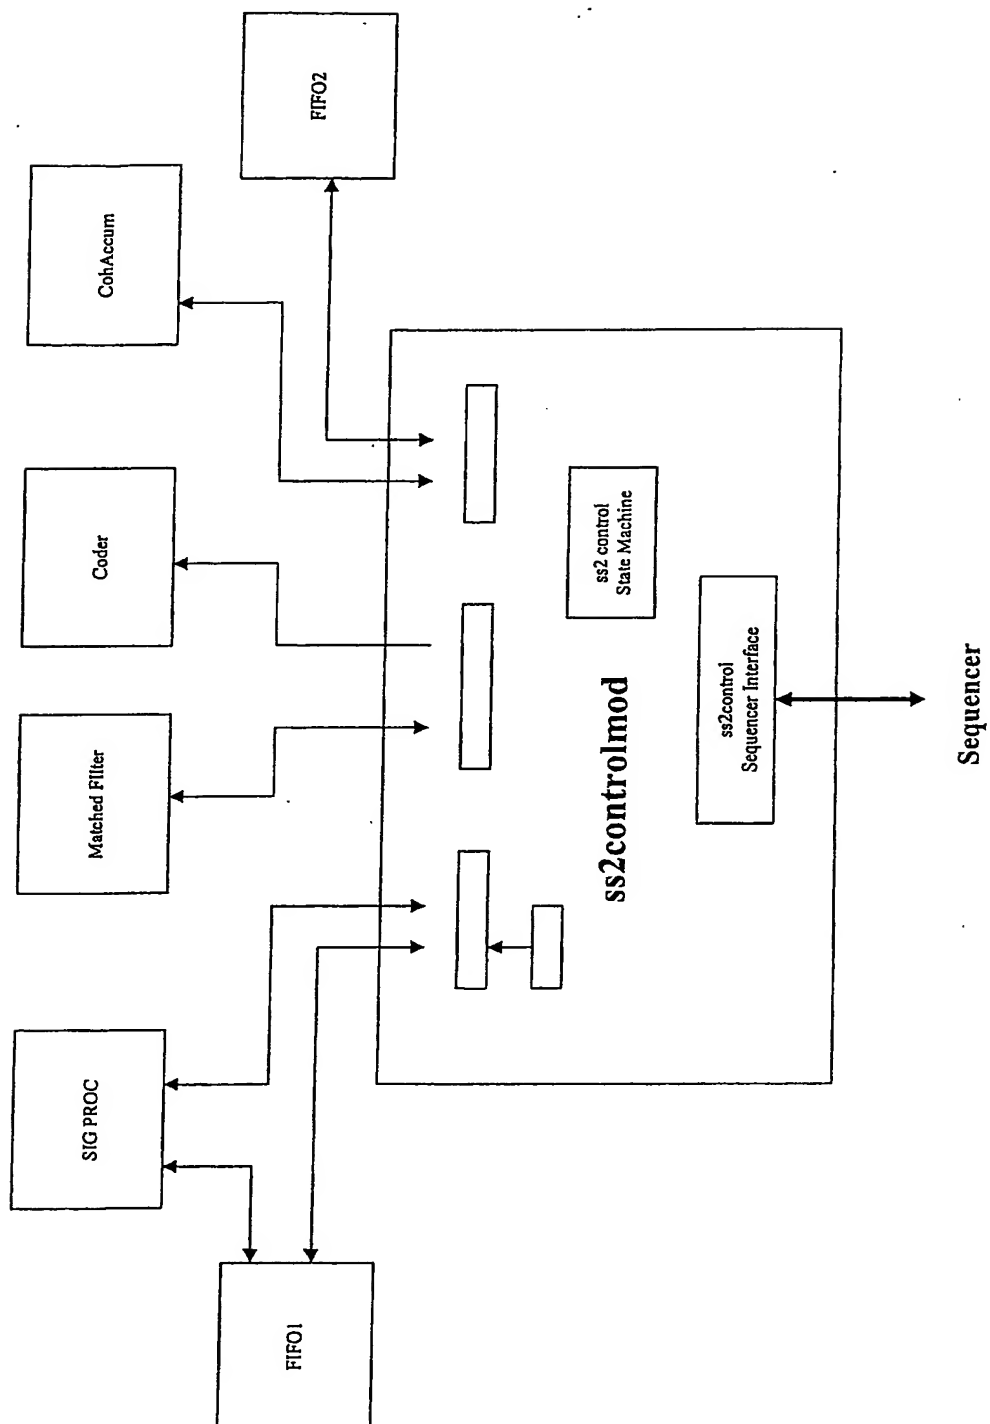 FIFO1
SIG PROC
Matched Filter
Coder
CohAccum
FIFO2
ss2controlmod
ss2 control
State Machine
ss2control
Sequencer Interface
Sequencer